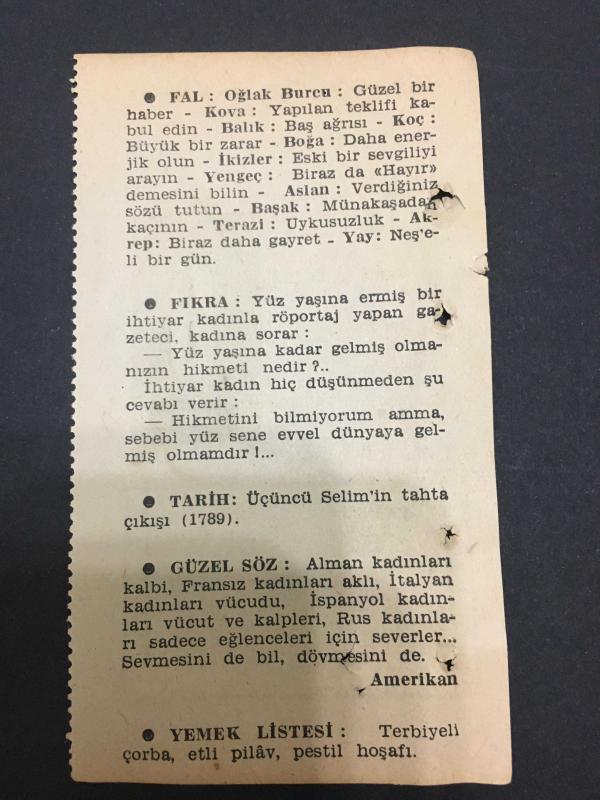 ● FAL : Oğlak Burcu : Güzel bir
haber - Kova : Yapılan teklifi ka-
bul edin - Balık : Baş ağrısı - Koç :
Büyük bir zarar - Boğa : Daha ener-
jik olun - İkizler : Eski bir sevgiliyi
arayın - Yengeç : Biraz da «Hayır»
demesini bilin - Aslan : Verdiğiniz
sözü tutun - Başak : Münakaşadan
kaçının - Terazi : Uykusuzluk - Ak-
rep: Biraz daha gayret - Yay: Neş'e-
li bir gün.
● FIKRA : Yüz yaşına ermiş bir
ihtiyar kadınla röportaj yapan ga-
zeteci, kadına sorar :
— Yüz yaşına kadar gelmiş olma-
nızın hikmeti nedir ?..
İhtiyar kadın hiç düşünmeden şu
cevabı verir :
— Hikmetini bilmiyorum amma,
sebebi yüz sene evvel dünyaya gel-
miş olmamdır !...
● TARİH: Üçüncü Selim'in tahta
çıkışı (1789).
● GÜZEL SÖZ : Alman kadınları
kalbi, Fransız kadınları aklı, İtalyan
kadınları vücudu, İspanyol kadın-
ları vücut ve kalpleri, Rus kadınla-
rı sadece eğlenceleri için severler...
Sevmesini de bil, dövmesini de.
Amerikan
● YEMEK LİSTESİ : Terbiyeli
çorba, etli pilâv, pestil hoşafı.